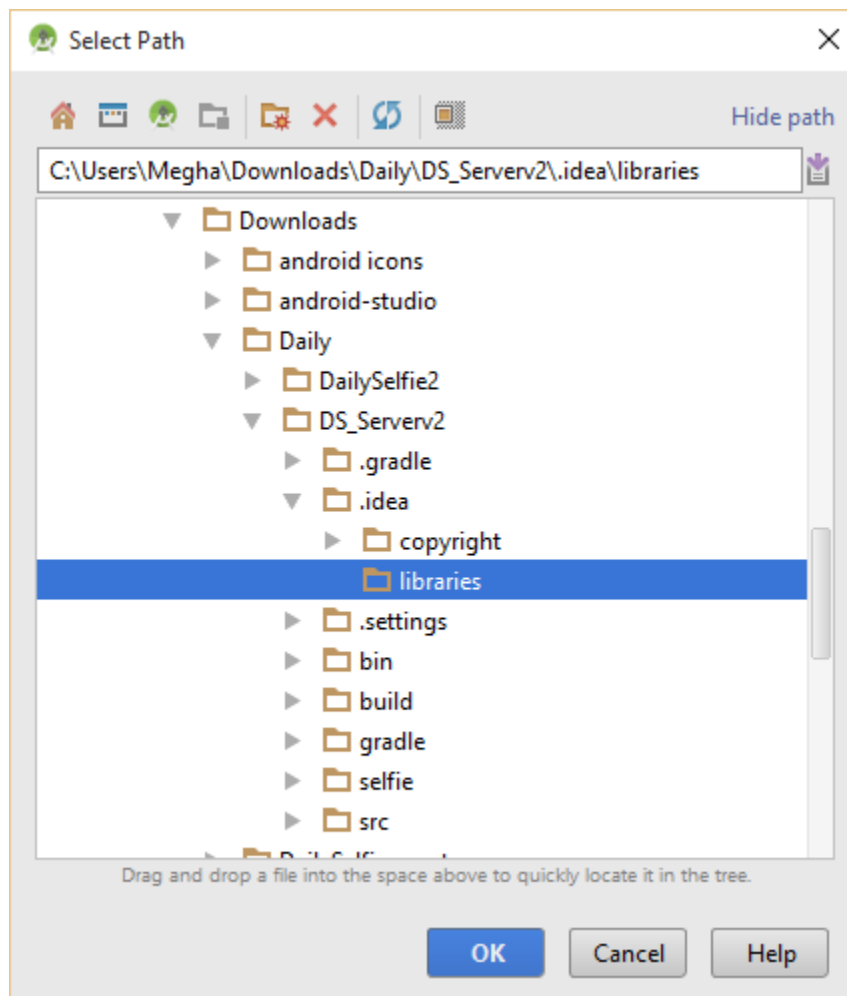 Select Path
Hide path
C:\Users\Megha\Downloads\Daily\DS_Serverv2\.idea\libraries
Downloads
android icons
android-studio
Daily
DailySelfie2
DS_Serverv2
.gradle
.idea
copyright
libraries
.settings
bin
build
gradle
selfie
src
Drag and drop a file into the space above to quickly locate it in the tree.
OK Cancel Help